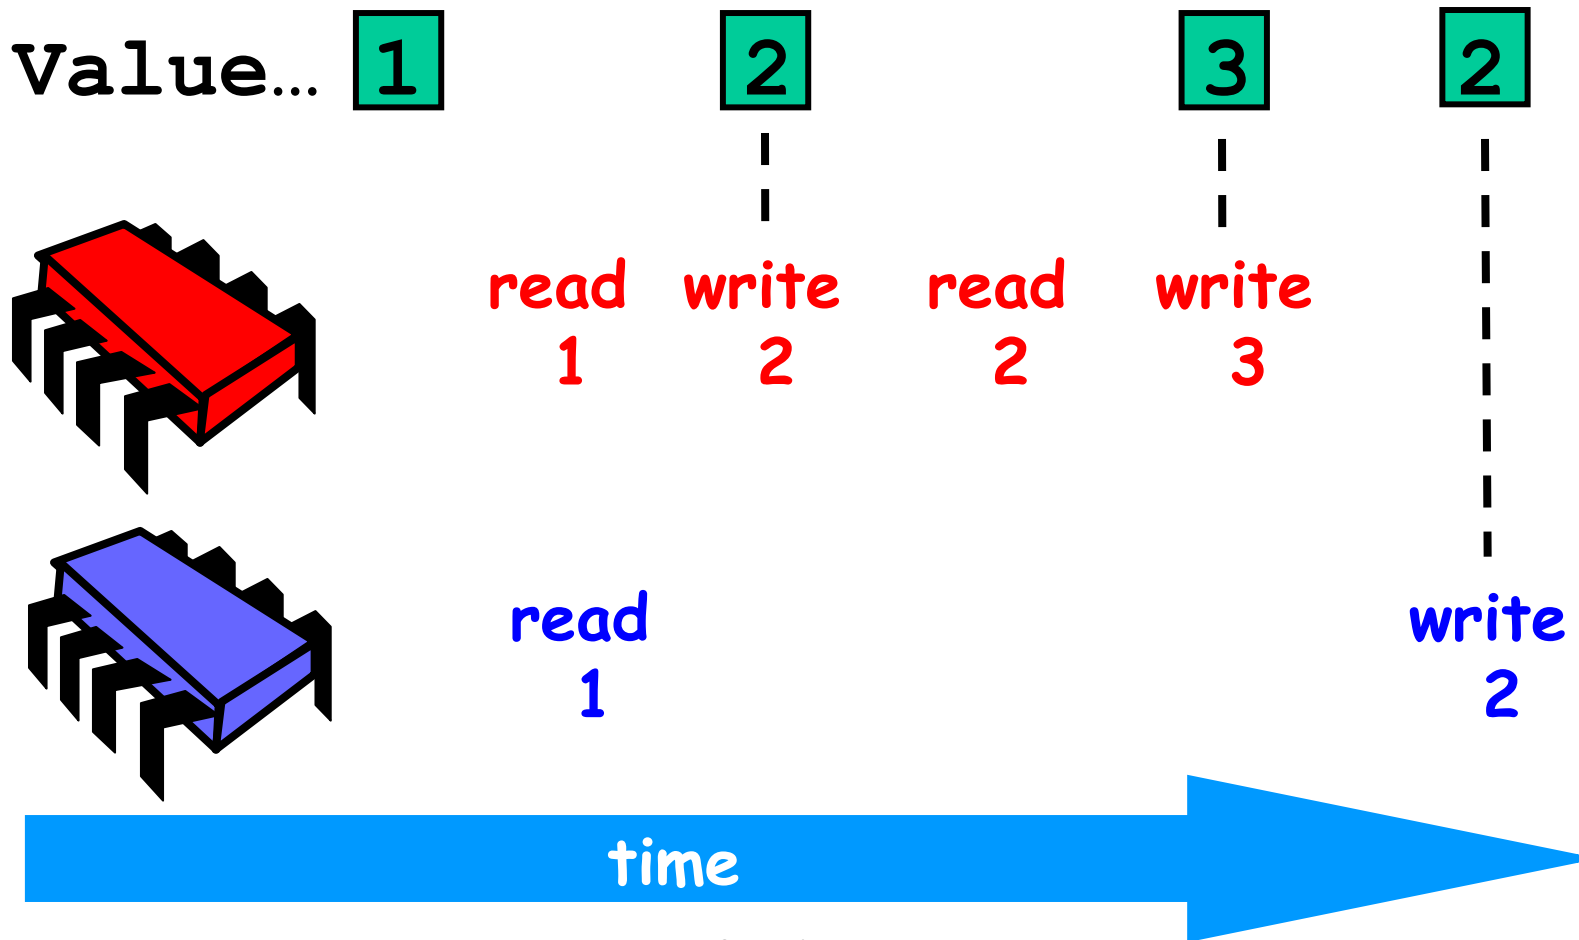 Value… 1 2 3 2
read write read write
1 2 2 3
read write
1 2
time